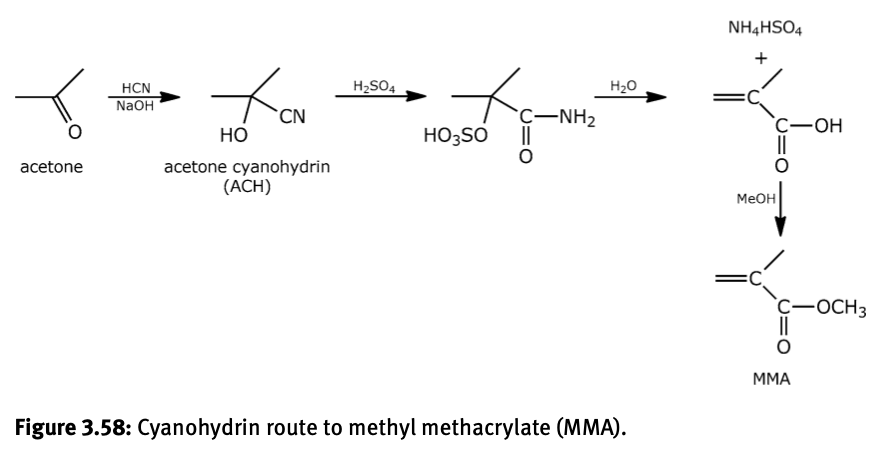 NH₄HSO₄
+
HCN
NaOH
H₂SO₄
H₂O
O
HO
CN
HO₃SO
C—NH₂
O
C
C—OH
O
acetone
acetone cyanohydrin
(ACH)
MeOH
C
C—OCH₃
O
MMA
Figure 3.58: Cyanohydrin route to methyl methacrylate (MMA).